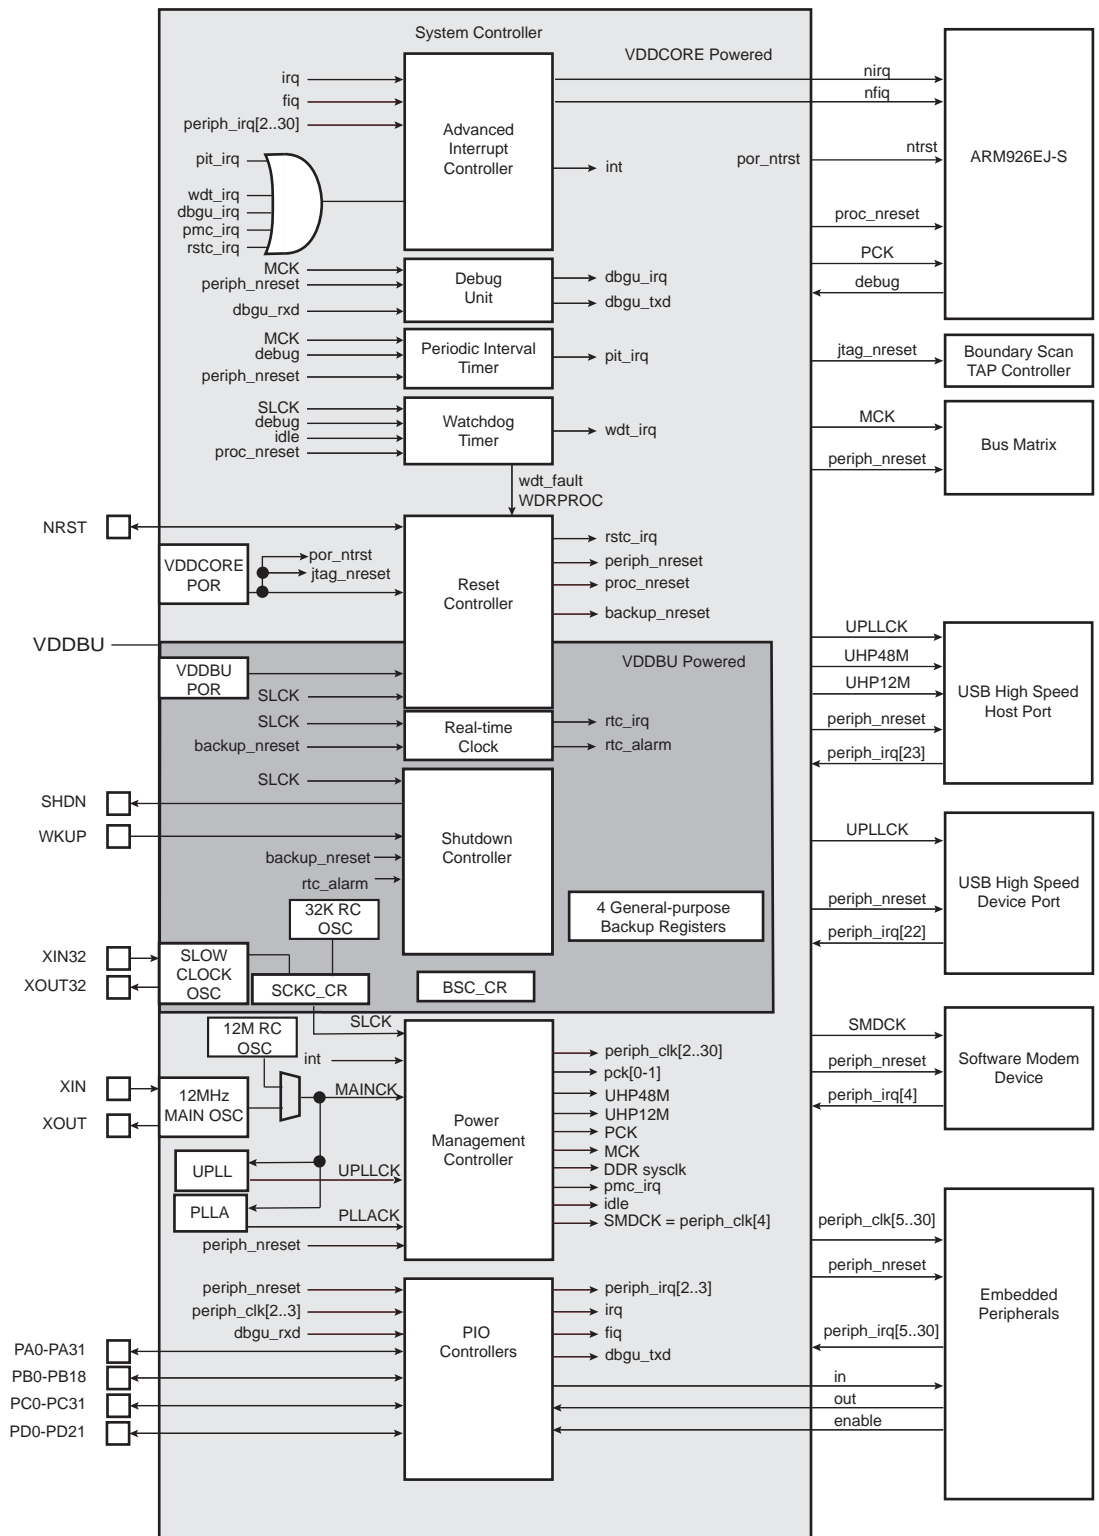 System Controller
VDDCORE Powered
irq
fiq
periph_irq[2..30]
pit_irq
wdt_irq
dbgu_irq
pmc_irq
rstc_irq
Advanced
Interrupt
Controller
int
nirq
nfiq
por_ntrst
ntrst
proc_nreset
PCK
debug
ARM926EJ-S
MCK
periph_nreset
dbgu_rxd
Debug
Unit
dbgu_irq
dbgu_txd
MCK
debug
periph_nreset
Periodic Interval
Timer
pit_irq
jtag_nreset
Boundary Scan
TAP Controller
SLCK
debug
idle
proc_nreset
Watchdog
Timer
wdt_irq
MCK
periph_nreset
Bus Matrix
wdt_fault
WDRPROC
NRST
VDDCORE
POR
por_ntrst
jtag_nreset
Reset
Controller
rstc_irq
periph_nreset
proc_nreset
backup_nreset
VDDBU
VDDBU Powered
VDDBU
POR
SLCK
SLCK
backup_nreset
Real-time
Clock
rtc_irq
rtc_alarm
UPLLCK
UHP48M
UHP12M
periph_nreset
periph_irq[23]
USB High Speed
Host Port
SLCK
SHDN
WKUP
backup_nreset
rtc_alarm
Shutdown
Controller
4 General-purpose
Backup Registers
UPLLCK
periph_nreset
periph_irq[22]
USB High Speed
Device Port
32K RC
OSC
XIN32
XOUT32
SLOW
CLOCK
OSC
SCKC_CR
BSC_CR
12M RC
OSC
SLCK
int
XIN
XOUT
12MHz
MAIN OSC
MAINCK
UPLL
UPLLCK
PLLA
PLLACK
periph_nreset
Power
Management
Controller
periph_clk[2..30]
pck[0-1]
UHP48M
UHP12M
PCK
MCK
DDR sysclk
pmc_irq
idle
SMDCK = periph_clk[4]
SMDCK
periph_nreset
periph_irq[4]
Software Modem
Device
periph_nreset
periph_clk[2..3]
dbgu_rxd
PA0-PA31
PB0-PB18
PC0-PC31
PD0-PD21
PIO
Controllers
periph_irq[2..3]
irq
fiq
dbgu_txd
periph_clk[5..30]
periph_nreset
periph_irq[5..30]
in
out
enable
Embedded
Peripherals